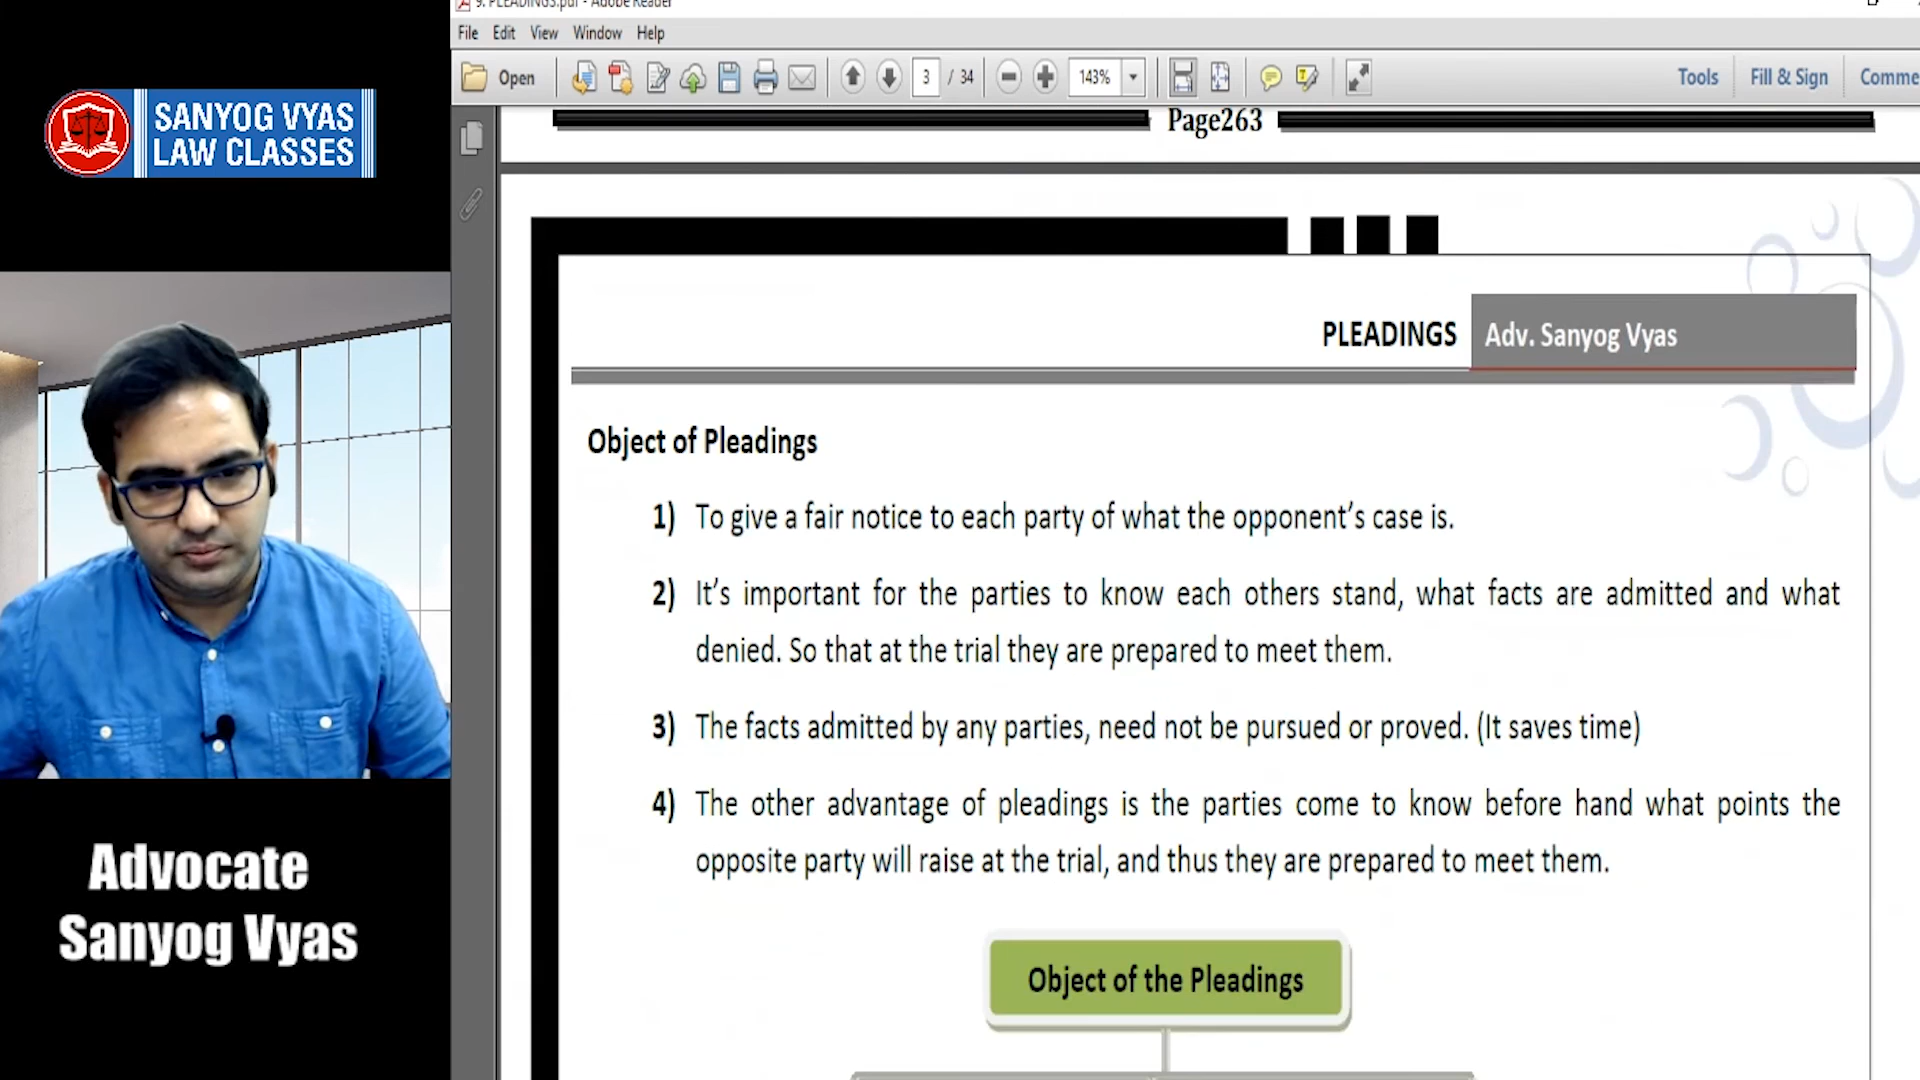 9. PLEADINGS.pdf - Adobe Reader
File Edit View Window Help
Open 3 / 34 143% Tools Fill & Sign Comme
Page263
SANYOG VYAS
LAW CLASSES
PLEADINGS Adv. Sanyog Vyas
Object of Pleadings
1) To give a fair notice to each party of what the opponent’s case is.
2) It’s important for the parties to know each others stand, what facts are admitted and what
denied. So that at the trial they are prepared to meet them.
3) The facts admitted by any parties, need not be pursued or proved. (It saves time)
4) The other advantage of pleadings is the parties come to know before hand what points the
opposite party will raise at the trial, and thus they are prepared to meet them.
Object of the Pleadings
Advocate
Sanyog Vyas